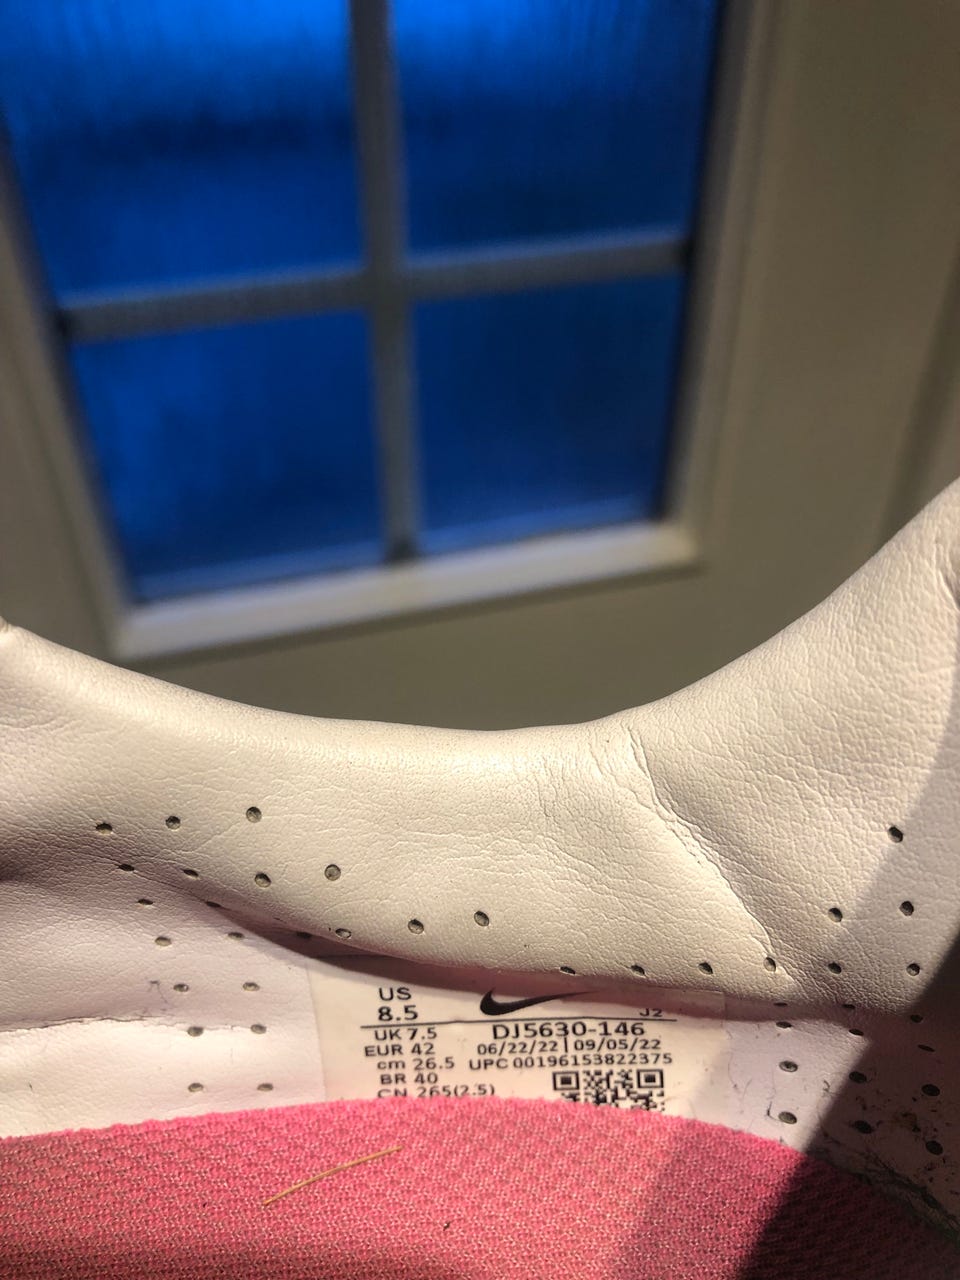 US
8.5
J2
UK 7.5 DJ5630-146
EUR 42 06/22/22 | 09/05/22
cm 26.5 UPC 00196153822375
BR 40
CN 265(2.5)